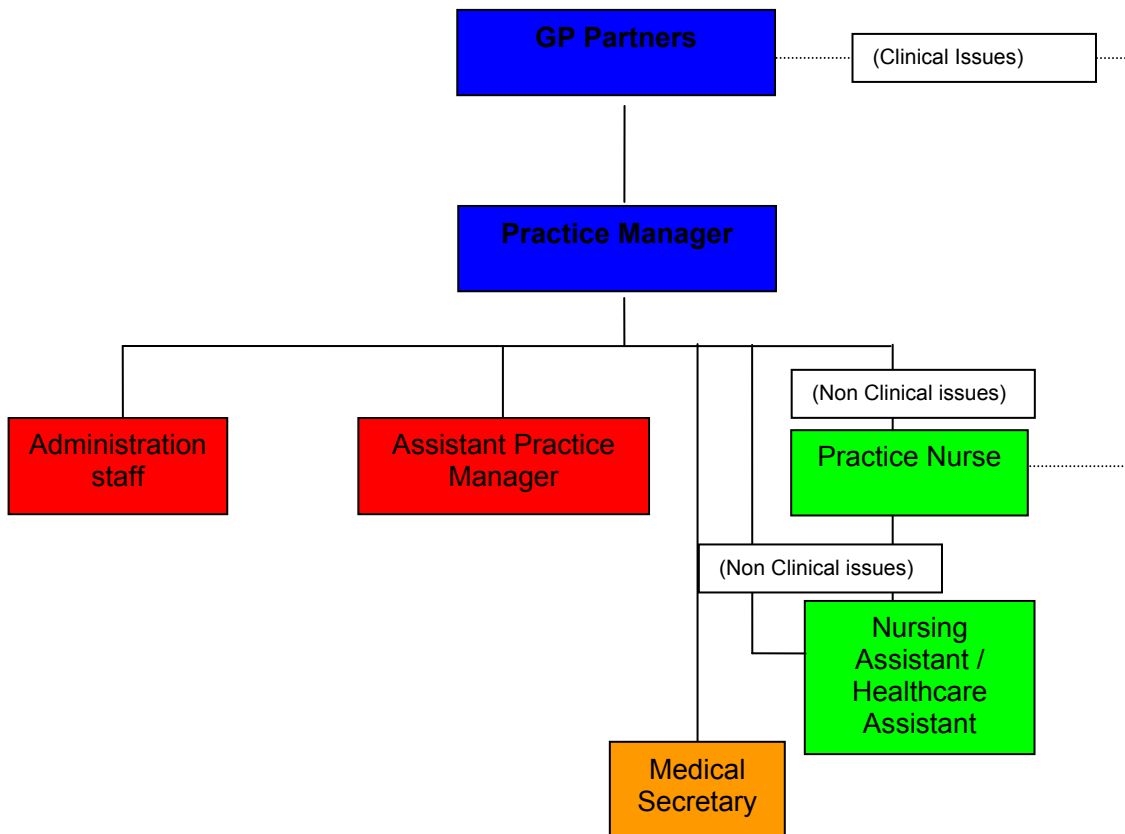 GP Partners
(Clinical Issues)
Practice Manager
(Non Clinical issues)
Administration
staff
Assistant Practice
Manager
Practice Nurse
(Non Clinical issues)
Nursing
Assistant /
Healthcare
Assistant
Medical
Secretary